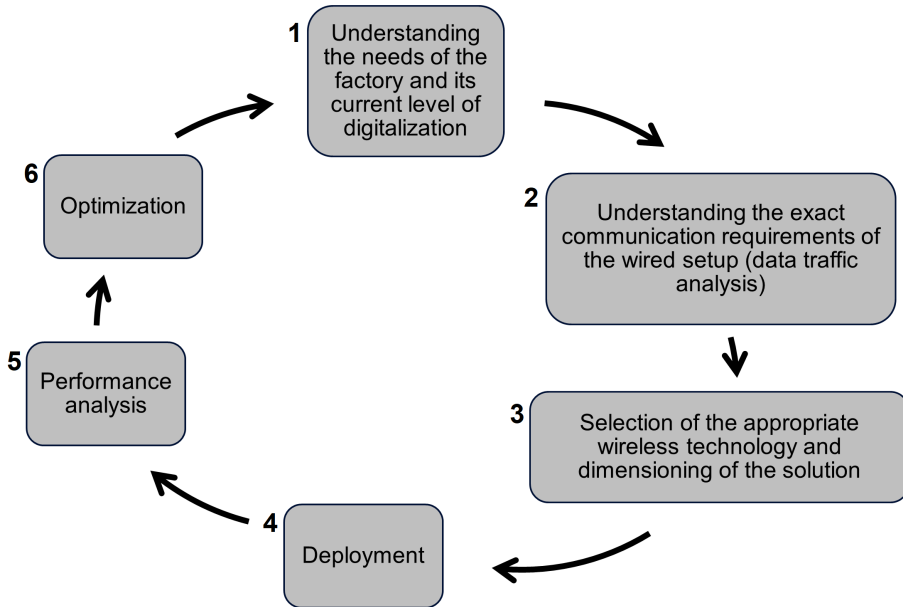 1
Understanding
the needs of the
factory and its
current level of
digitalization
2
Understanding the exact
communication requirements of
the wired setup (data traffic
analysis)
3
Selection of the appropriate
wireless technology and
dimensioning of the solution
4
Deployment
5
Performance
analysis
6
Optimization